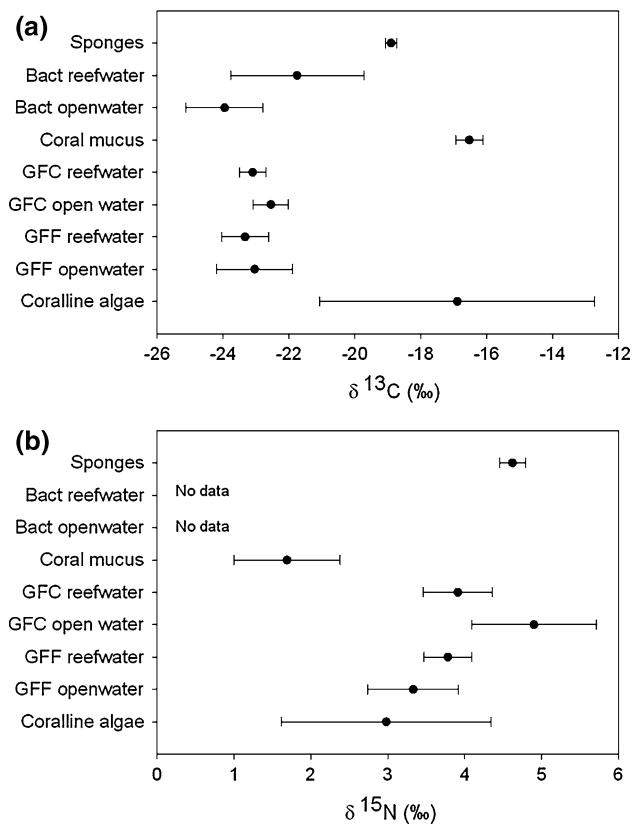 (a)
Sponges
Bact reefwater
Bact openwater
Coral mucus
GFC reefwater
GFC open water
GFF reefwater
GFF openwater
Coralline algae
-26 -24 -22 -20 -18 -16 -14 -12
δ ¹³C (‰)
(b)
Sponges
Bact reefwater No data
Bact openwater No data
Coral mucus
GFC reefwater
GFC open water
GFF reefwater
GFF openwater
Coralline algae
0 1 2 3 4 5 6
δ ¹⁵N (‰)